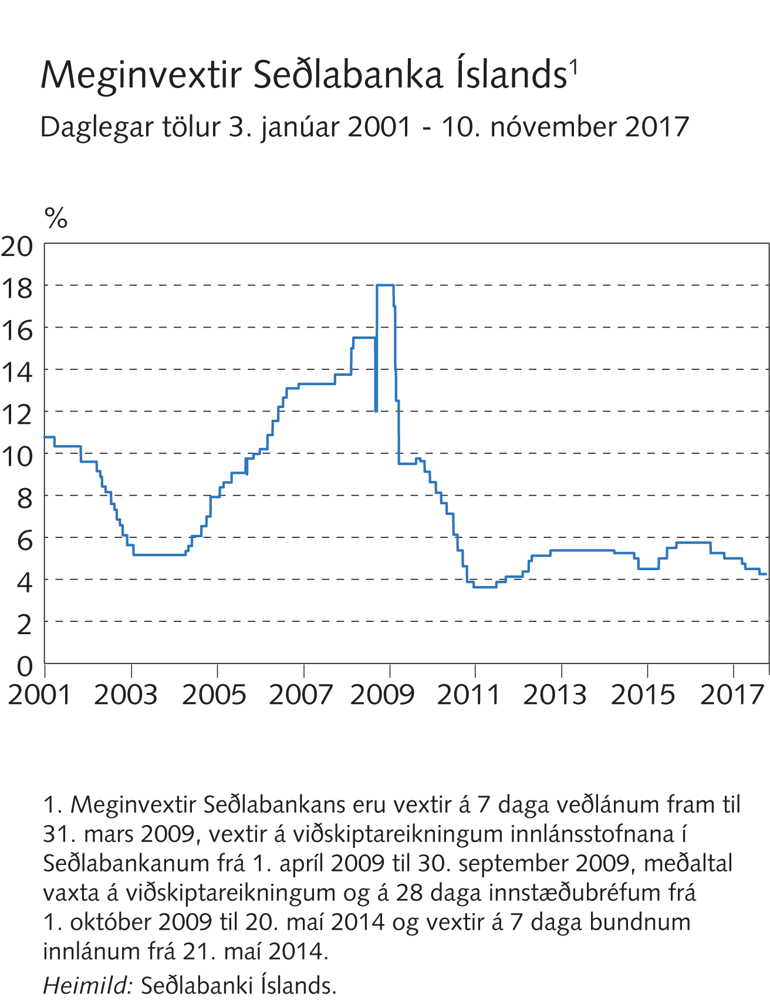 Meginvextir Seðlabanka Íslands¹
Daglegar tölur 3. janúar 2001 - 10. nóvember 2017
%
20
18
16
14
12
10
8
6
4
2
0
2001 2003 2005 2007 2009 2011 2013 2015 2017
1. Meginvextir Seðlabankans eru vextir á 7 daga veðlánum fram til
31. mars 2009, vextir á viðskiptareikningum innlánsstofnana í
Seðlabankanum frá 1. apríl 2009 til 30. september 2009, meðaltal
vaxta á viðskiptareikningum og á 28 daga innstæðubréfum frá
1. október 2009 til 20. maí 2014 og vextir á 7 daga bundnum
innlánum frá 21. maí 2014.
Heimild: Seðlabanki Íslands.